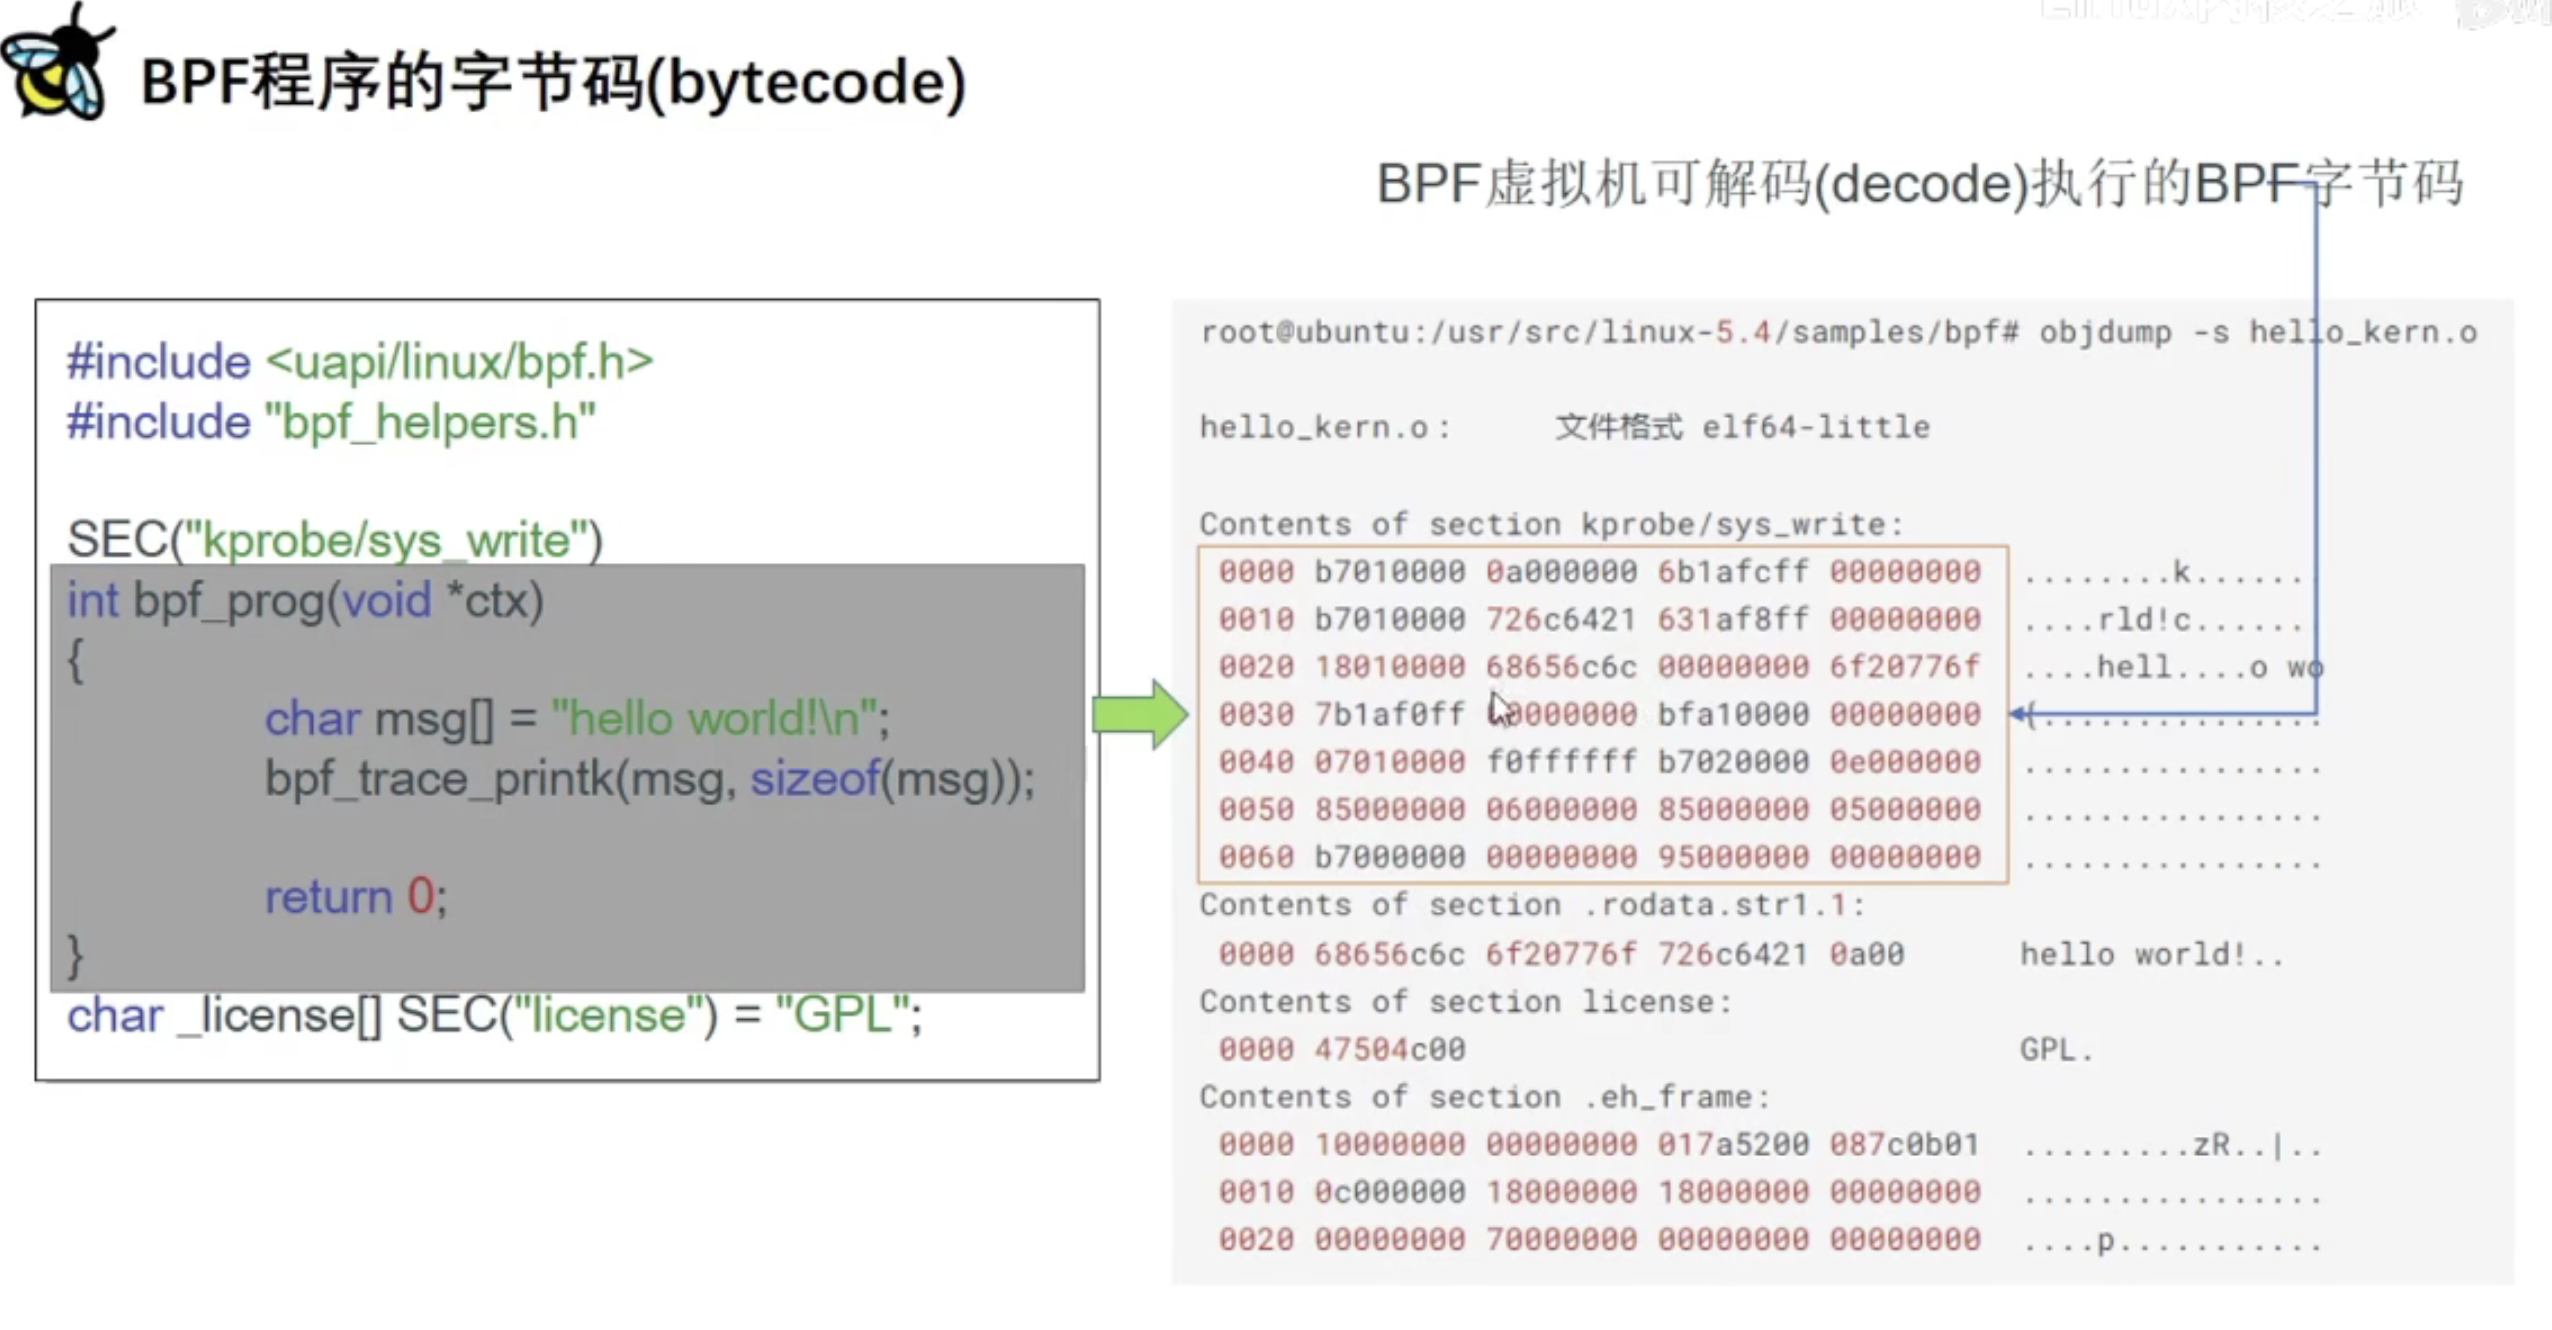 BPF程序的字节码(bytecode)
BPF虚拟机可解码(decode)执行的BPF字节码
#include <uapi/linux/bpf.h>
#include "bpf_helpers.h"
SEC("kprobe/sys_write")
int bpf_prog(void *ctx)
{
char msg[] = "hello world!\n";
bpf_trace_printk(msg, sizeof(msg));
return 0;
}
char _license[] SEC("license") = "GPL";
root@ubuntu:/usr/src/linux-5.4/samples/bpf# objdump -s hello_kern.o
hello_kern.o: 文件格式 elf64-little
Contents of section kprobe/sys_write:
0000 b7010000 0a000000 6b1afcff 00000000 ........k.......
0010 b7010000 726c6421 631af8ff 00000000 ....rld!c.......
0020 18010000 68656c6c 00000000 6f20776f ....hell....o wo
0030 7b1af0ff 00000000 bfa10000 00000000 {...............
0040 07010000 f0ffffff b7020000 0e000000 ................
0050 85000000 06000000 85000000 05000000 ................
0060 b7000000 00000000 95000000 00000000 ................
Contents of section .rodata.str1.1:
0000 68656c6c 6f20776f 726c6421 0a00 hello world!..
Contents of section license:
0000 47504c00 GPL.
Contents of section .eh_frame:
0000 10000000 00000000 017a5200 087c0b01 .........zR..|..
0010 0c000000 18000000 18000000 00000000 ................
0020 00000000 70000000 00000000 00000000 ....p...........